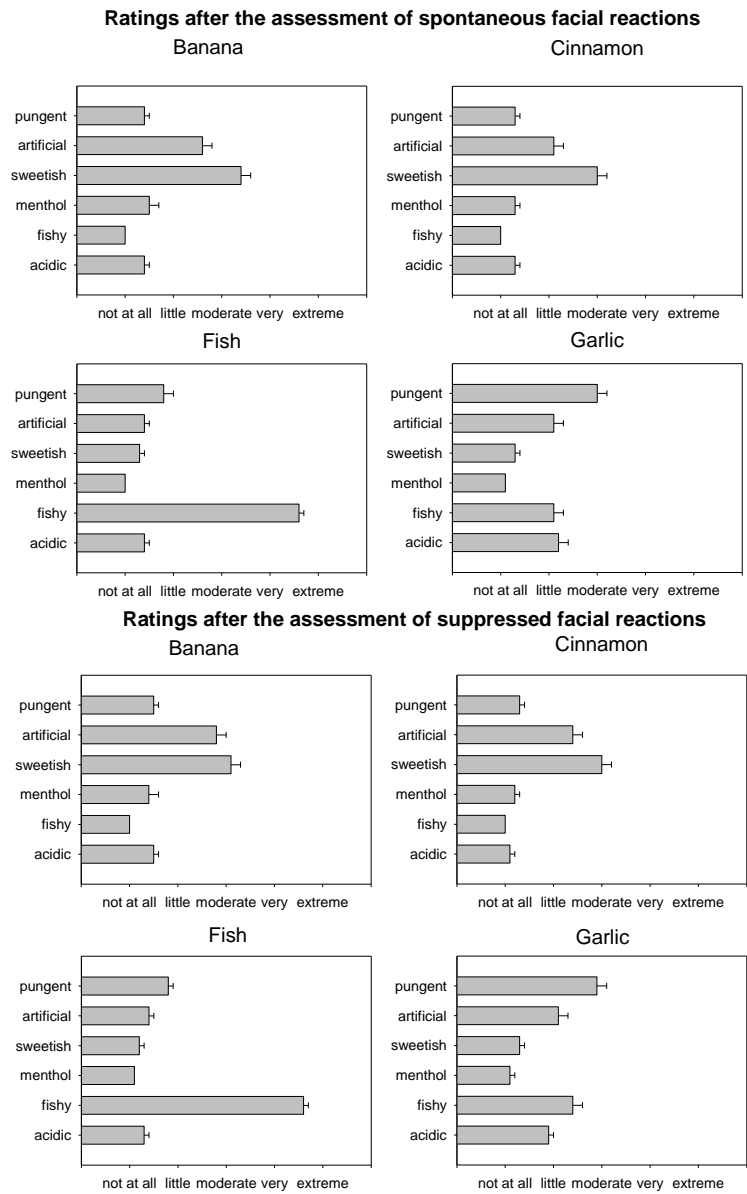 Ratings after the assessment of spontaneous facial reactions
Banana
Cinnamon
pungent
artificial
sweetish
menthol
fishy
acidic
not at all little moderate very extreme
pungent
artificial
sweetish
menthol
fishy
acidic
not at all little moderate very extreme
Fish
Garlic
pungent
artificial
sweetish
menthol
fishy
acidic
not at all little moderate very extreme
pungent
artificial
sweetish
menthol
fishy
acidic
not at all little moderate very extreme
Ratings after the assessment of suppressed facial reactions
Banana
Cinnamon
pungent
artificial
sweetish
menthol
fishy
acidic
not at all little moderate very extreme
pungent
artificial
sweetish
menthol
fishy
acidic
not at all little moderate very extreme
Fish
Garlic
pungent
artificial
sweetish
menthol
fishy
acidic
not at all little moderate very extreme
pungent
artificial
sweetish
menthol
fishy
acidic
not at all little moderate very extreme